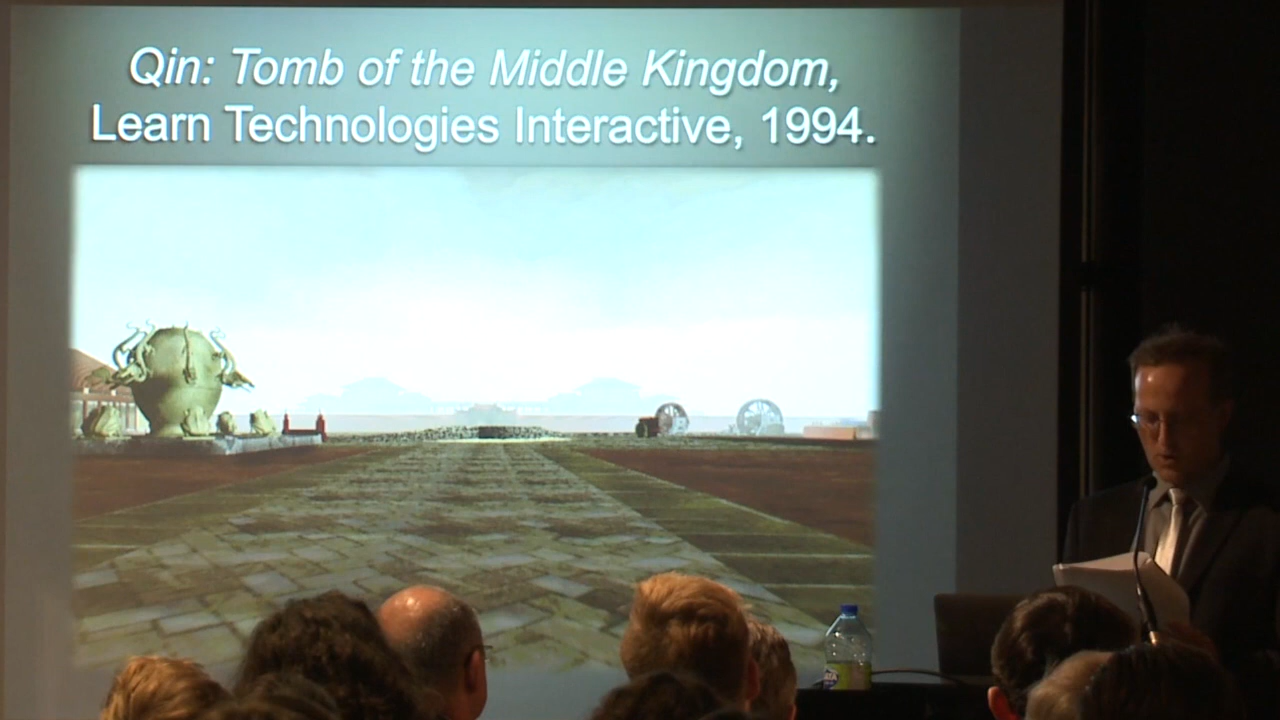 Qin: Tomb of the Middle Kingdom,
Learn Technologies Interactive, 1994.